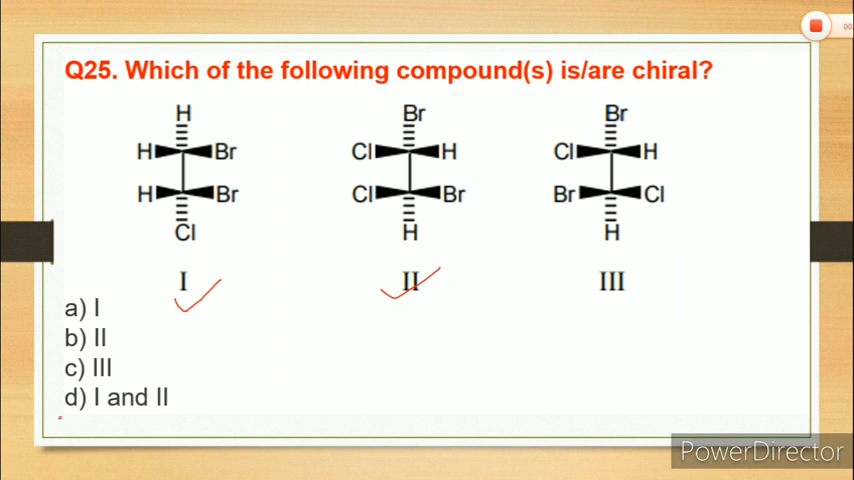 00
Q25. Which of the following compound(s) is/are chiral?
H Br Br
H Br Cl H Cl H
H Br Cl Br Br Cl
Cl H H
I II III
a) I
b) II
c) III
d) I and II
PowerDirector